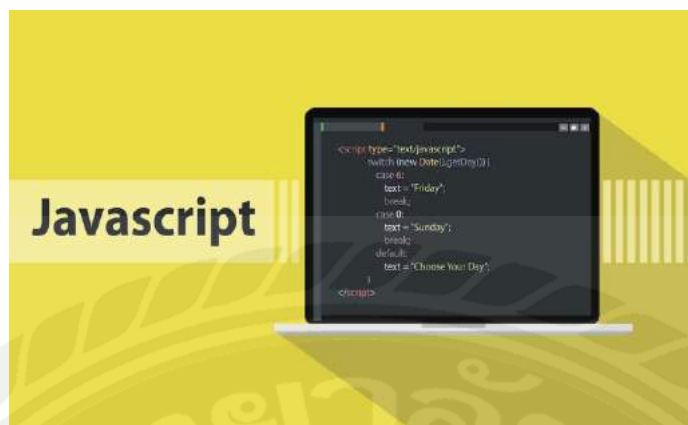 Javascript
<script type="text/javascript">
switch (new Date().getDay()) {
case 6:
text = "Friday";
break;
case 0:
text = "Sunday";
break;
default:
text = "Choose Your Day";
}
</script>